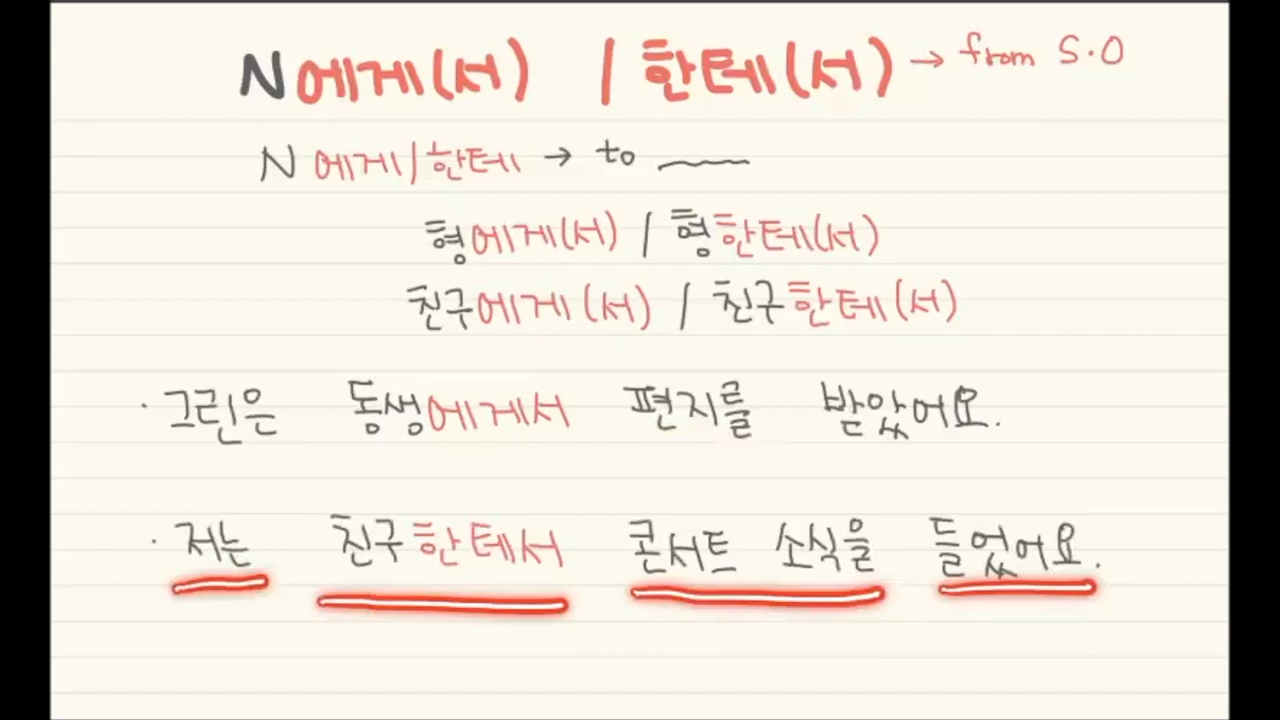 N에게(서) / 한테(서) → from S.O
N 에게/한테 → to
형에게(서) / 형한테(서)
친구에게(서) / 친구한테(서)
· 그린은 동생에게서 편지를 받았어요.
· 저는 친구한테서 콘서트 소식을 들었어요.